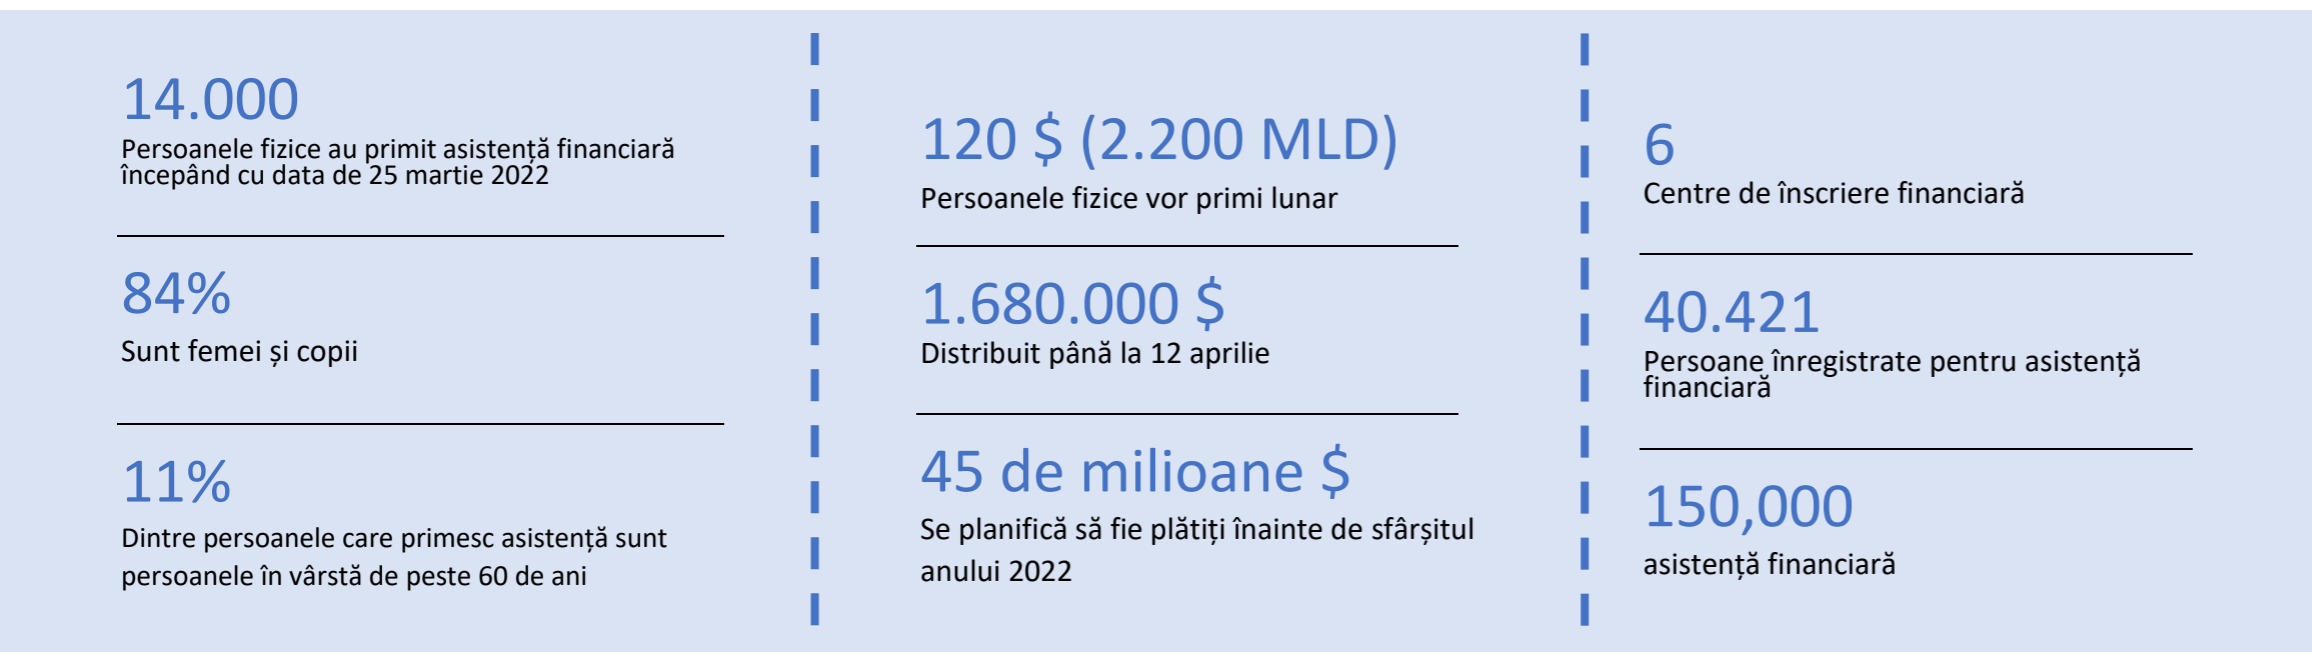 14.000
Persoanele fizice au primit asistență financiară
începând cu data de 25 martie 2022
84%
Sunt femei și copii
11%
Dintre persoanele care primesc asistență sunt
persoanele în vârstă de peste 60 de ani
120 $ (2.200 MLD)
Persoanele fizice vor primi lunar
1.680.000 $
Distribuit până la 12 aprilie
45 de milioane $
Se planifică să fie plătiți înainte de sfârșitul
anului 2022
6
Centre de înscriere financiară
40.421
Persoane înregistrate pentru asistență
financiară
150,000
asistență financiară